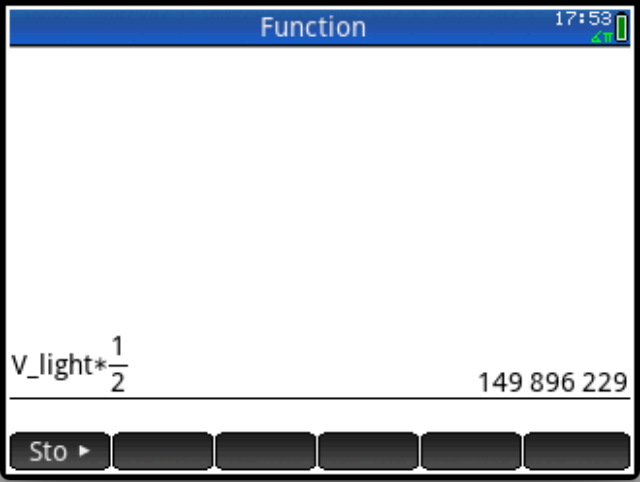 Function
17:53
∡π
V_light*1/2
149 896 229
Sto ▸